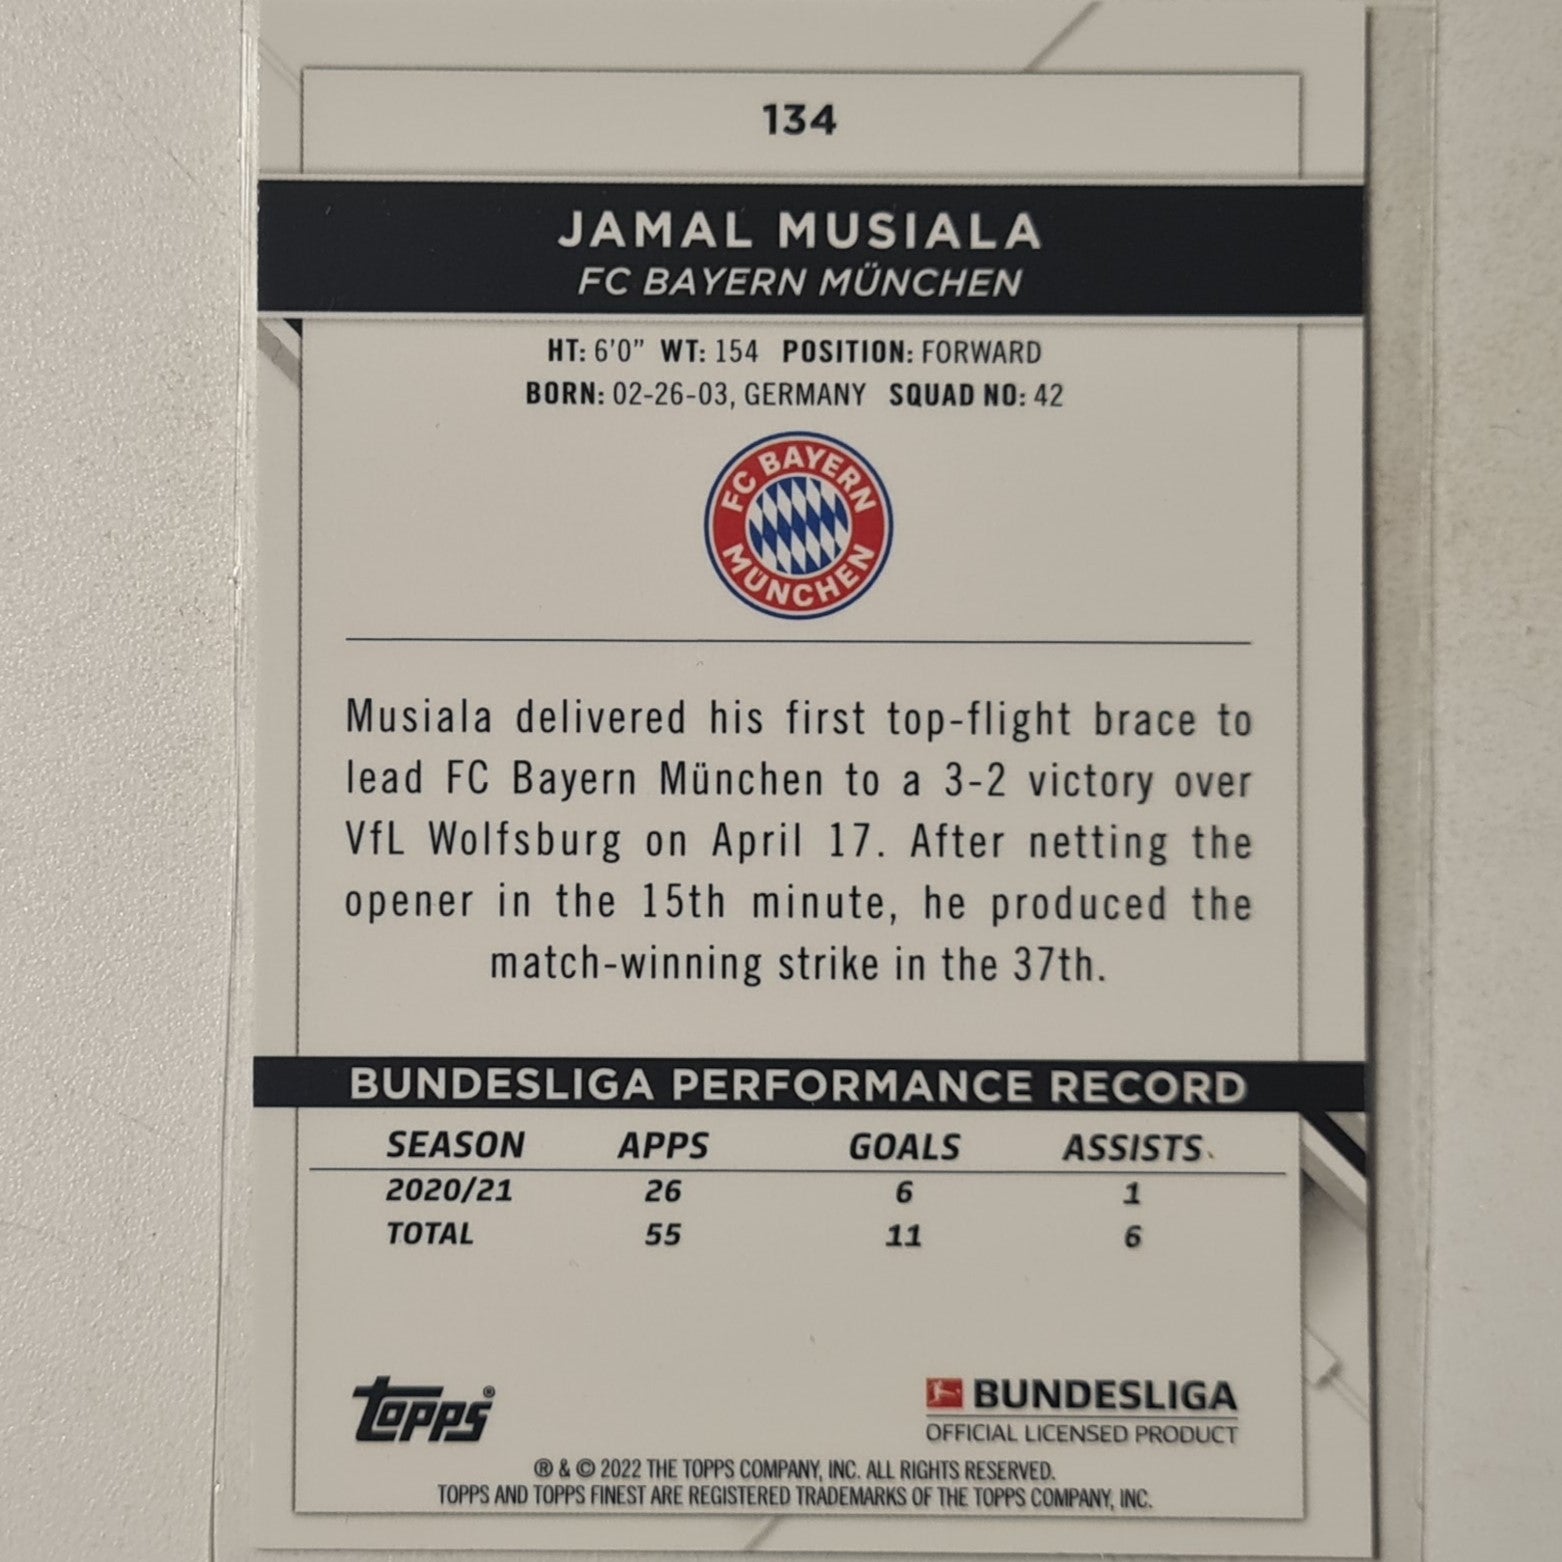 134
JAMAL MUSIALA
FC BAYERN MÜNCHEN
HT: 6'0" WT: 154 POSITION: FORWARD
BORN: 02-26-03, GERMANY SQUAD NO: 42
FC BAYERN
MÜNCHEN
Musiala delivered his first top-flight brace to
lead FC Bayern München to a 3-2 victory over
VfL Wolfsburg on April 17. After netting the
opener in the 15th minute, he produced the
match-winning strike in the 37th.
BUNDESLIGA PERFORMANCE RECORD
SEASON APPS GOALS ASSISTS
2020/21 26 6 1
TOTAL 55 11 6
topps®
BUNDESLIGA
OFFICIAL LICENSED PRODUCT
® & © 2022 THE TOPPS COMPANY, INC. ALL RIGHTS RESERVED.
TOPPS AND TOPPS FINEST ARE REGISTERED TRADEMARKS OF THE TOPPS COMPANY, INC.